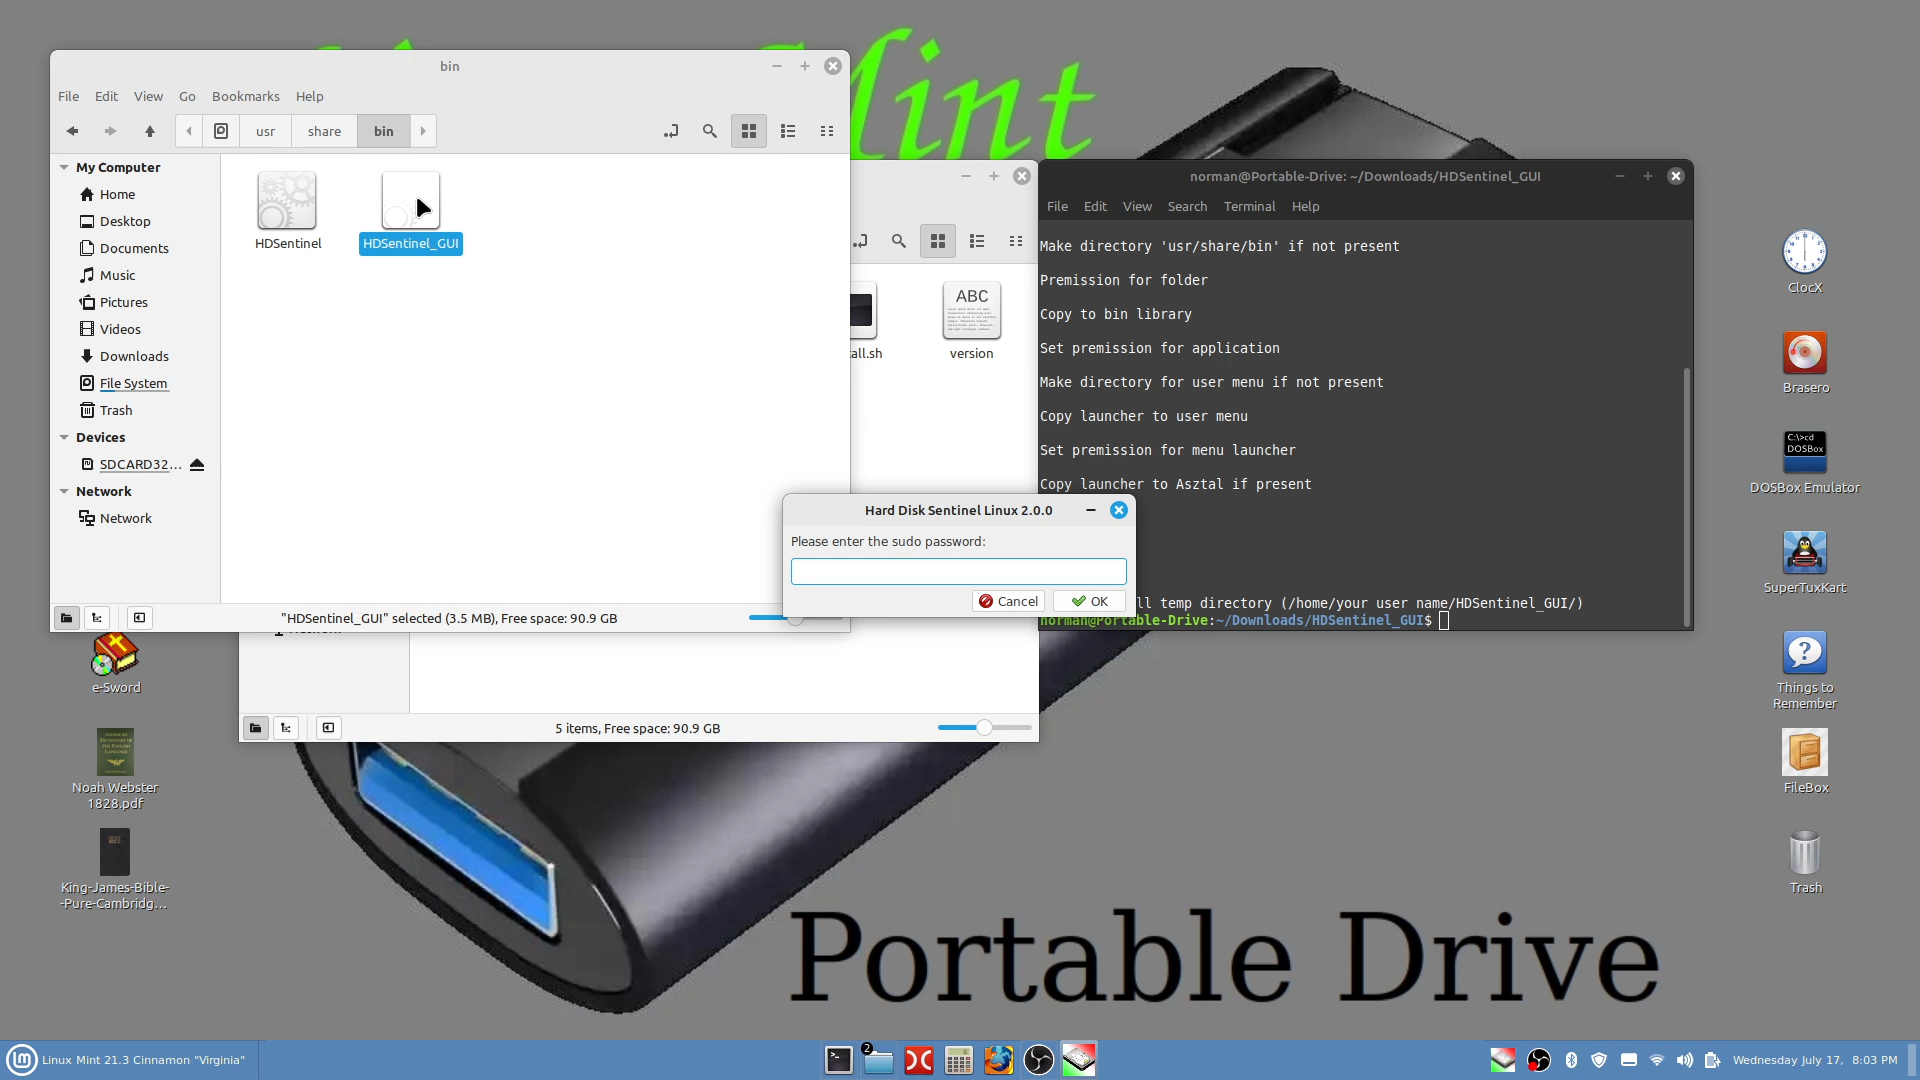 Mint
bin
File Edit View Go Bookmarks Help
usr share bin
My Computer
Home
Desktop
Documents
Music
Pictures
Videos
Downloads
File System
Trash
Devices
SDCARD32...
Network
Network
HDSentinel
HDSentinel_GUI
"HDSentinel_GUI" selected (3.5 MB), Free space: 90.9 GB
all.sh
ABC
version
5 items, Free space: 90.9 GB
norman@Portable-Drive: ~/Downloads/HDSentinel_GUI
File Edit View Search Terminal Help
Make directory 'usr/share/bin' if not present
Premission for folder
Copy to bin library
Set premission for application
Make directory for user menu if not present
Copy launcher to user menu
Set premission for menu launcher
Copy launcher to Asztal if present
ll temp directory (/home/your user name/HDSentinel_GUI/)
norman@Portable-Drive:~/Downloads/HDSentinel_GUI$
Hard Disk Sentinel Linux 2.0.0
Please enter the sudo password:
Cancel OK
e-Sword
Noah Webster
1828.pdf
King-James-Bible-
-Pure-Cambridg...
ClocX
Brasero
C:\>cd
DOSBox
DOSBox Emulator
SuperTuxKart
Things to
Remember
FileBox
Trash
Portable Drive
Linux Mint 21.3 Cinnamon "Virginia"
2
Wednesday July 17, 8:03 PM